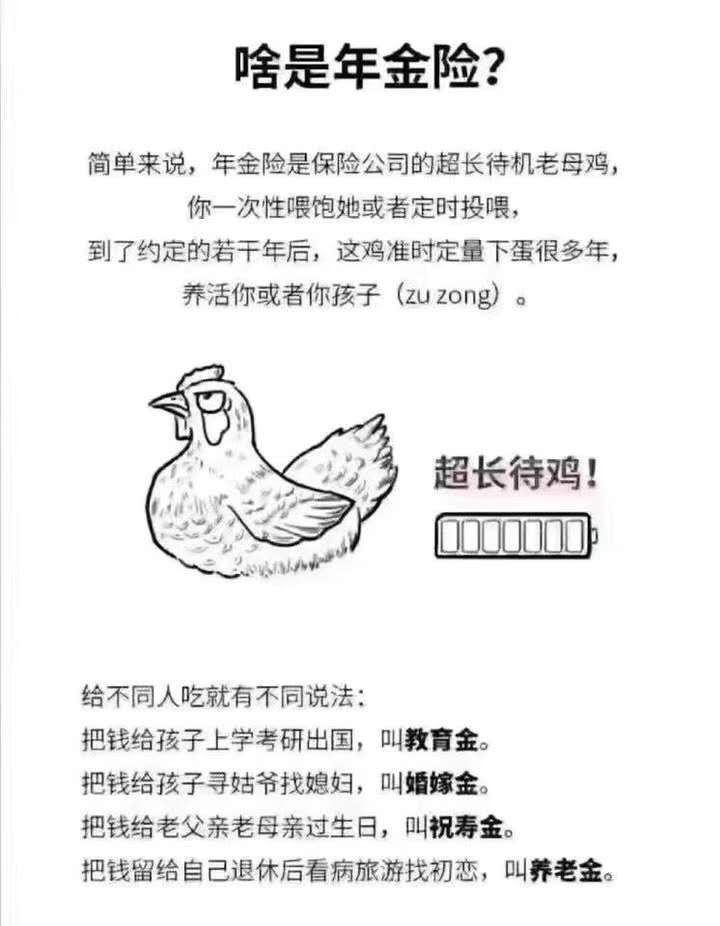 啥是年金险？
简单来说，年金险是保险公司的超长待机老母鸡，
你一次性喂饱她或者定时投喂，
到了约定的若干年后，这鸡准时定量下蛋很多年，
养活你或者你孩子（zu zong）。
超长待鸡！
给不同人吃就有不同说法：
把钱给孩子上学考研出国，叫教育金。
把钱给孩子寻姑爷找媳妇，叫婚嫁金。
把钱给老父亲老母亲过生日，叫祝寿金。
把钱留给自己退休后看病旅游找初恋，叫养老金。